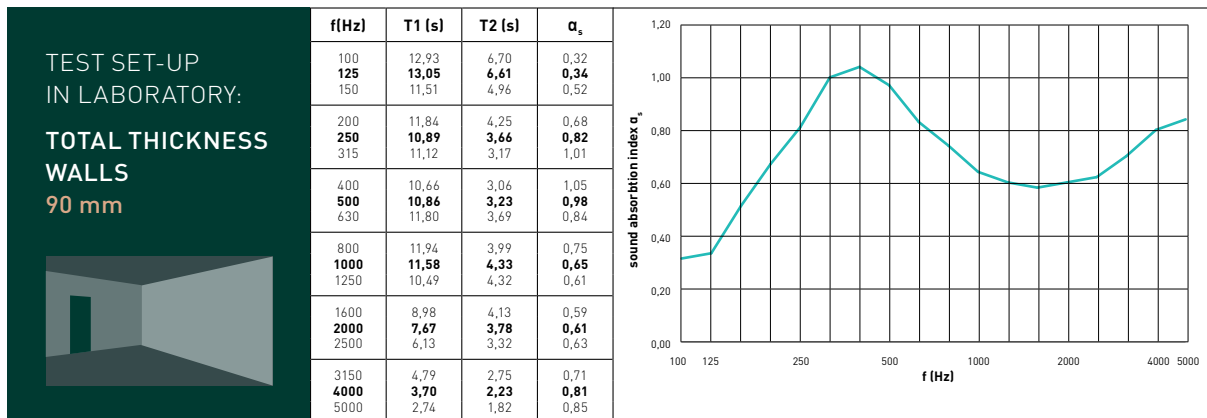 TEST SET-UP
IN LABORATORY:
TOTAL THICKNESS
WALLS
90 mm
f(Hz) T1 (s) T2 (s) αs
100 12,93 6,70 0,32
125 13,05 6,61 0,34
150 11,51 4,96 0,52
200 11,84 4,25 0,68
250 10,89 3,66 0,82
315 11,12 3,17 1,01
400 10,66 3,06 1,05
500 10,86 3,23 0,98
630 11,80 3,69 0,84
800 11,94 3,99 0,75
1000 11,58 4,33 0,65
1250 10,49 4,32 0,61
1600 8,98 4,13 0,59
2000 7,67 3,78 0,61
2500 6,13 3,32 0,63
3150 4,79 2,75 0,71
4000 3,70 2,23 0,81
5000 2,74 1,82 0,85
sound absorbtion index αs
1,20
1,00
0,80
0,60
0,40
0,20
0,00
100 125 250 500 1000 2000 4000 5000
f (Hz)